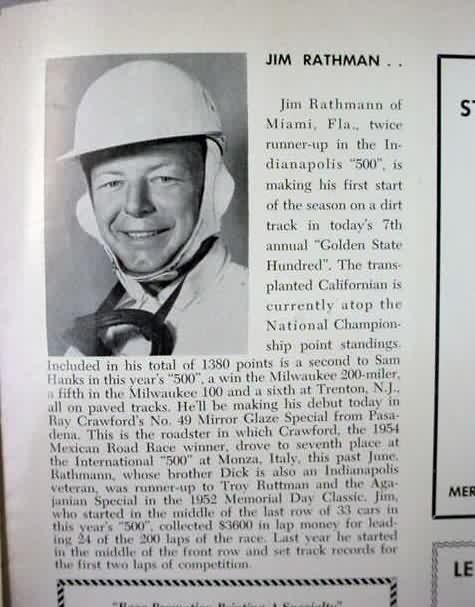 JIM RATHMAN . .
Jim Rathmann of
Miami, Fla., twice
runner-up in the In-
dianapolis "500", is
making his first start
of the season on a dirt
track in today's 7th
annual "Golden State
Hundred". The trans-
planted Californian is
currently atop the
National Champion-
ship point standings.
Included in his total of 1380 points is a second to Sam
Hanks in this year's "500", a win the Milwaukee 200-miler,
a fifth in the Milwaukee 100 and a sixth at Trenton, N.J.,
all on paved tracks. He'll be making his debut today in
Ray Crawford's No. 49 Mirror Glaze Special from Pasa-
dena. This is the roadster in which Crawford, the 1954
Mexican Road Race winner, drove to seventh place at
the International "500" at Monza, Italy, this past June.
Rathmann, whose brother Dick is also an Indianapolis
veteran, was runner-up to Troy Ruttman and the Aga-
janian Special in the 1952 Memorial Day Classic. Jim,
who started in the middle of the last row of 33 cars in
this year's "500", collected $3600 in lap money for lead-
ing 24 of the 200 laps of the race. Last year he started
in the middle of the front row and set track records for
the first two laps of competition.
ST
MER
LE